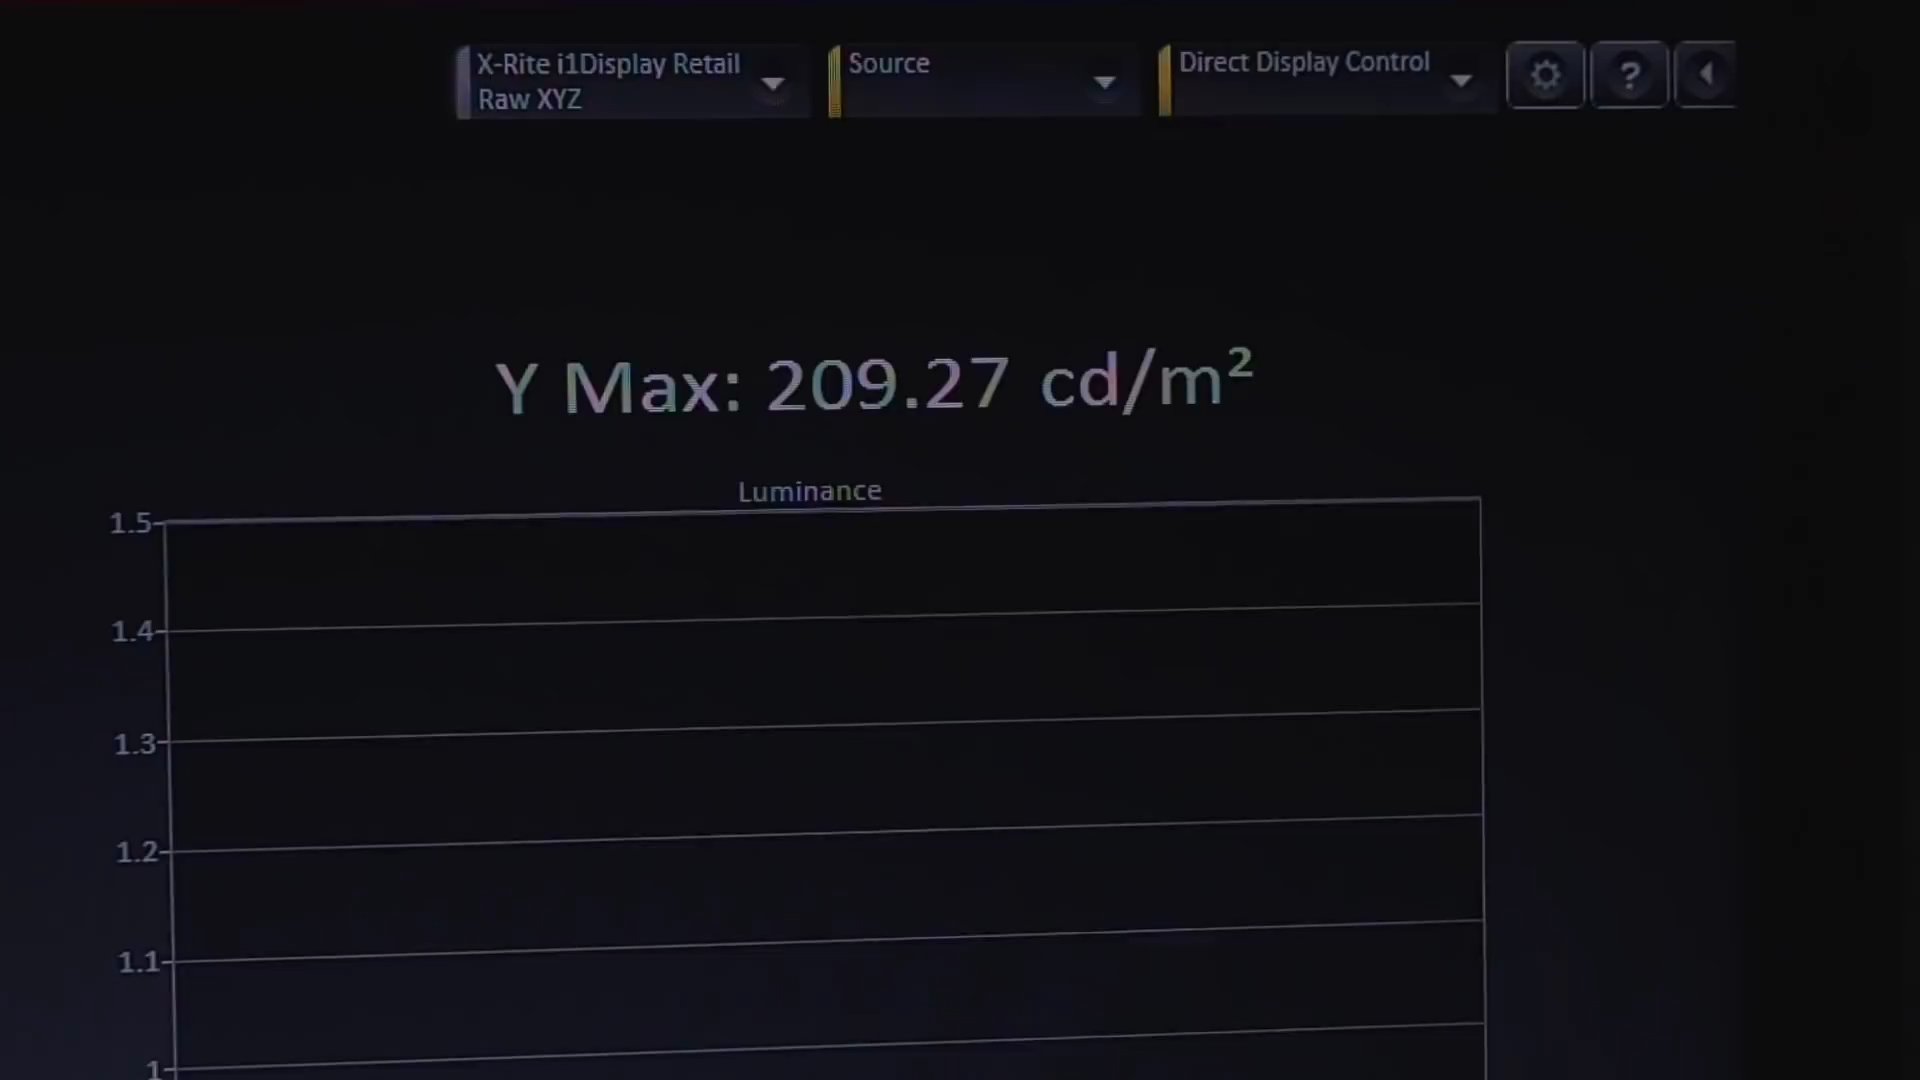 X-Rite i1Display Retail
Raw XYZ
Source
Direct Display Control
?
Y Max: 209.27 cd/m²
Luminance
1.5
1.4
1.3
1.2
1.1
1